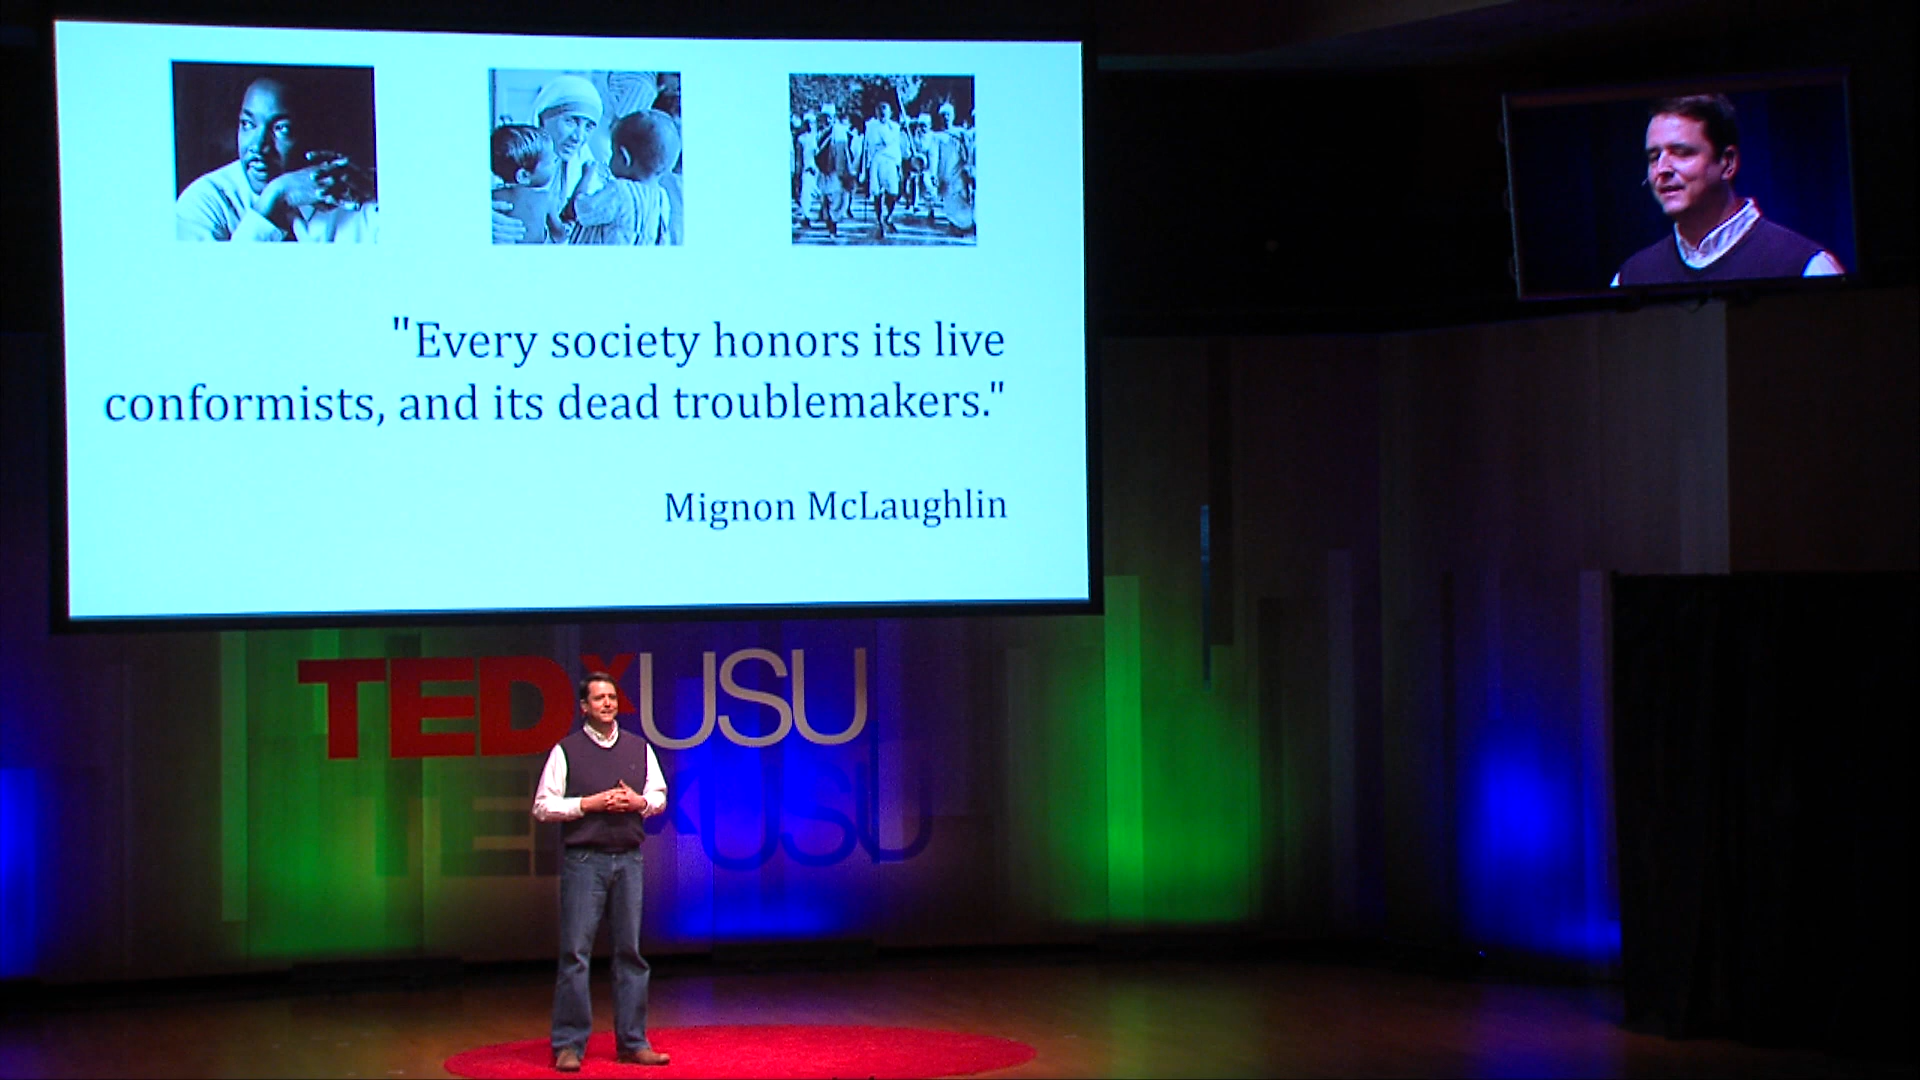 "Every society honors its live
conformists, and its dead troublemakers."
Mignon McLaughlin
TEDxUSU